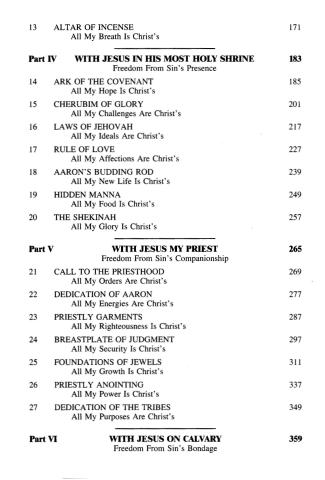 13 ALTAR OF INCENSE 171
All My Breath Is Christ's
Part IV WITH JESUS IN HIS MOST HOLY SHRINE 183
Freedom From Sin's Presence
14 ARK OF THE COVENANT 185
All My Hope Is Christ's
15 CHERUBIM OF GLORY 201
All My Challenges Are Christ's
16 LAWS OF JEHOVAH 217
All My Ideals Are Christ's
17 RULE OF LOVE 227
All My Affections Are Christ's
18 AARON'S BUDDING ROD 239
All My New Life Is Christ's
19 HIDDEN MANNA 249
All My Food Is Christ's
20 THE SHEKINAH 257
All My Glory Is Christ's
Part V WITH JESUS MY PRIEST 265
Freedom From Sin's Companionship
21 CALL TO THE PRIESTHOOD 269
All My Orders Are Christ's
22 DEDICATION OF AARON 277
All My Energies Are Christ's
23 PRIESTLY GARMENTS 287
All My Righteousness Is Christ's
24 BREASTPLATE OF JUDGMENT 297
All My Security Is Christ's
25 FOUNDATIONS OF JEWELS 311
All My Growth Is Christ's
26 PRIESTLY ANOINTING 337
All My Power Is Christ's
27 DEDICATION OF THE TRIBES 349
All My Purposes Are Christ's
Part VI WITH JESUS ON CALVARY 359
Freedom From Sin's Bondage